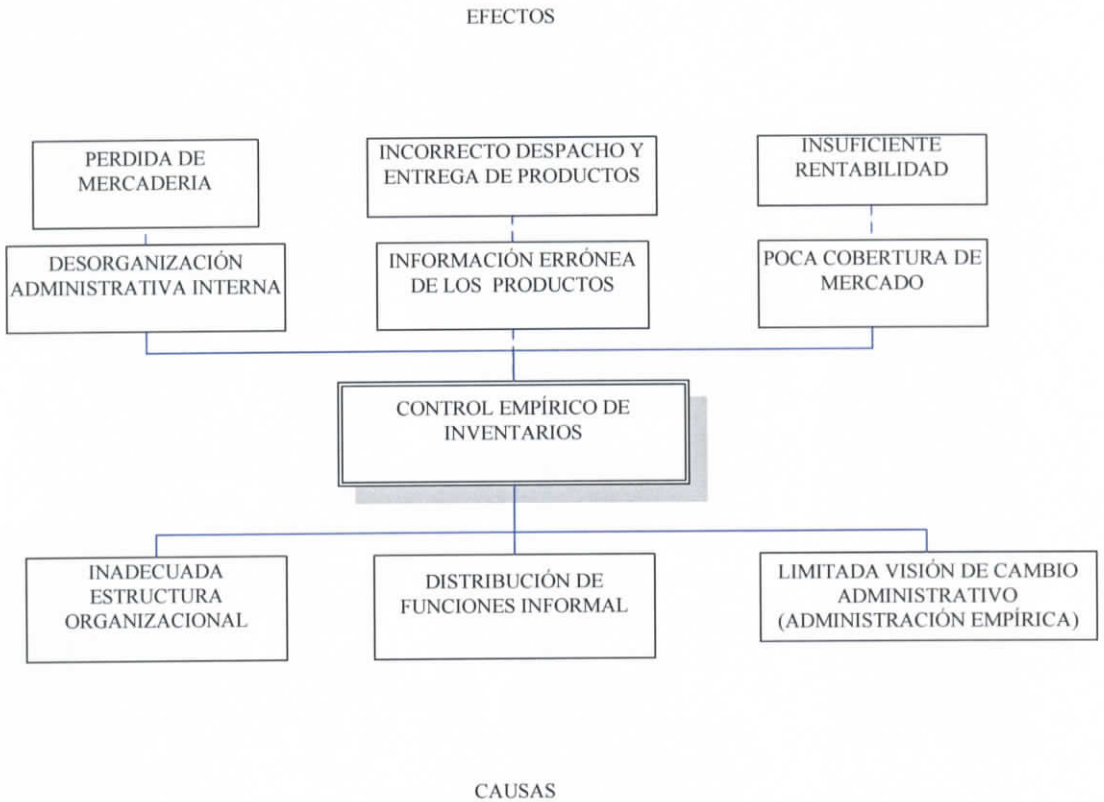 EFECTOS
PERDIDA DE
MERCADERIA
INCORRECTO DESPACHO Y
ENTREGA DE PRODUCTOS
INSUFICIENTE
RENTABILIDAD
DESORGANIZACIÓN
ADMINISTRATIVA INTERNA
INFORMACIÓN ERRÓNEA
DE LOS PRODUCTOS
POCA COBERTURA DE
MERCADO
CONTROL EMPÍRICO DE
INVENTARIOS
INADECUADA
ESTRUCTURA
ORGANIZACIONAL
DISTRIBUCIÓN DE
FUNCIONES INFORMAL
LIMITADA VISIÓN DE CAMBIO
ADMINISTRATIVO
(ADMINISTRACIÓN EMPÍRICA)
CAUSAS